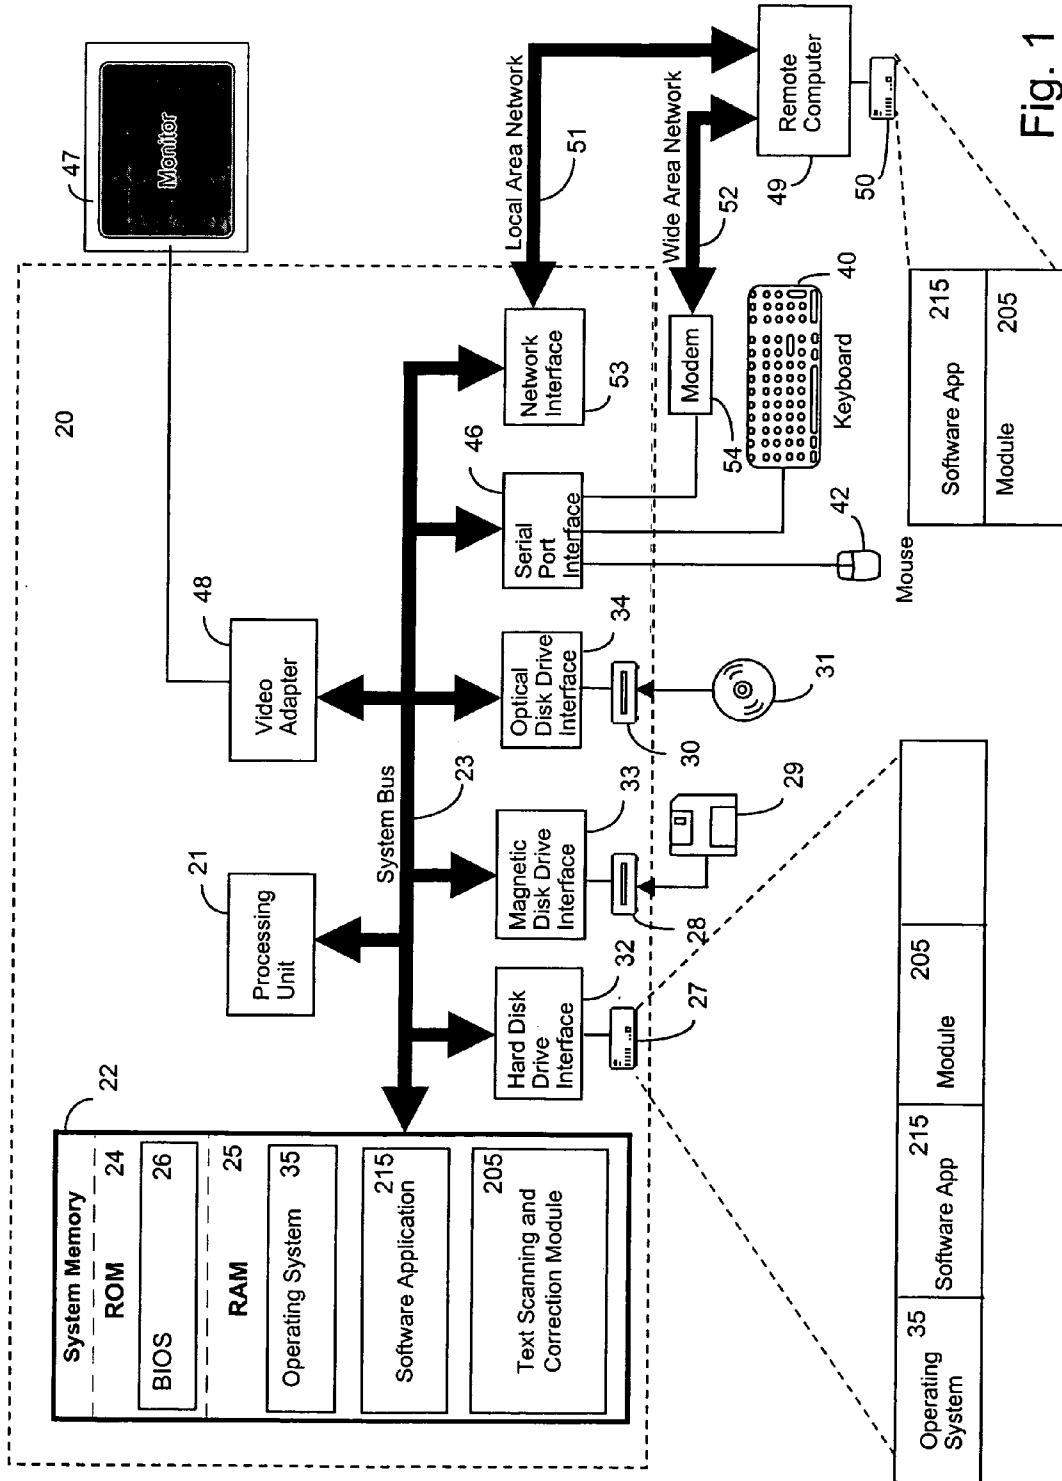 System Memory
ROM
24
BIOS
26
RAM
25
Operating System
35
Software Application
215
Text Scanning and
Correction Module
205
22
20
Processing
Unit
21
Video
Adapter
48
47
Monitor
System Bus
23
Hard Disk
Drive
Interface
32
Magnetic
Disk Drive
Interface
33
Optical
Disk Drive
Interface
34
Serial
Port
Interface
46
Network
Interface
53
Local Area Network
51
Wide Area Network
52
Modem
54
Remote
Computer
49
50
27
28
29
30
31
Mouse
42
Keyboard
40
Operating
System
35
Software App
215
Module
205
Software App
215
Module
205
Fig. 1